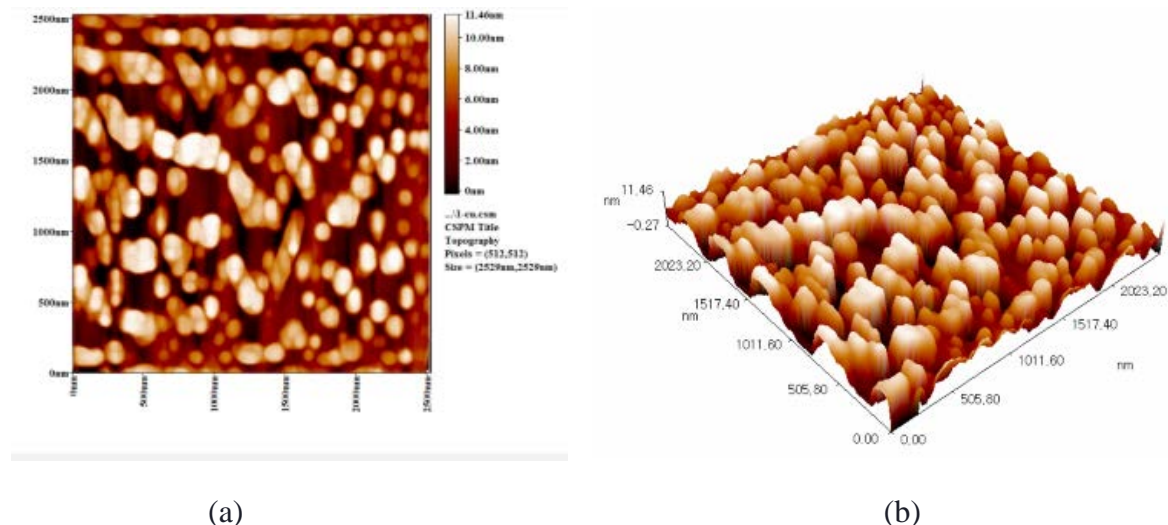 2500nm
2000nm
1500nm
1000nm
500nm
0nm
0nm
500nm
1000nm
1500nm
2000nm
2500nm
11.46nm
10.00nm
8.00nm
6.00nm
4.00nm
2.00nm
0nm
CSPM Title
Topography
Pixels = (512,512)
Size = (2529nm,2529nm)
11.46
nm
-0.27
2023.20
1517.40
nm
1011.60
505.80
0.00
0.00
505.80
1011.60
nm
1517.40
2023.20
(a)
(b)